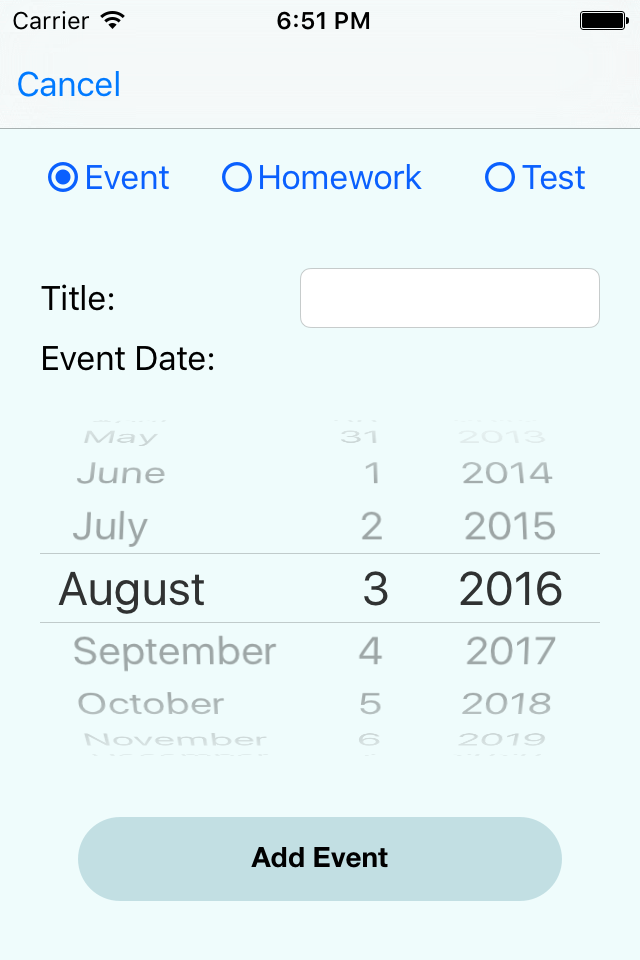 Carrier 6:51 PM
Cancel
Event Homework Test
Title:
Event Date:
May 31 2013
June 1 2014
July 2 2015
August 3 2016
September 4 2017
October 5 2018
November 6 2019
Add Event